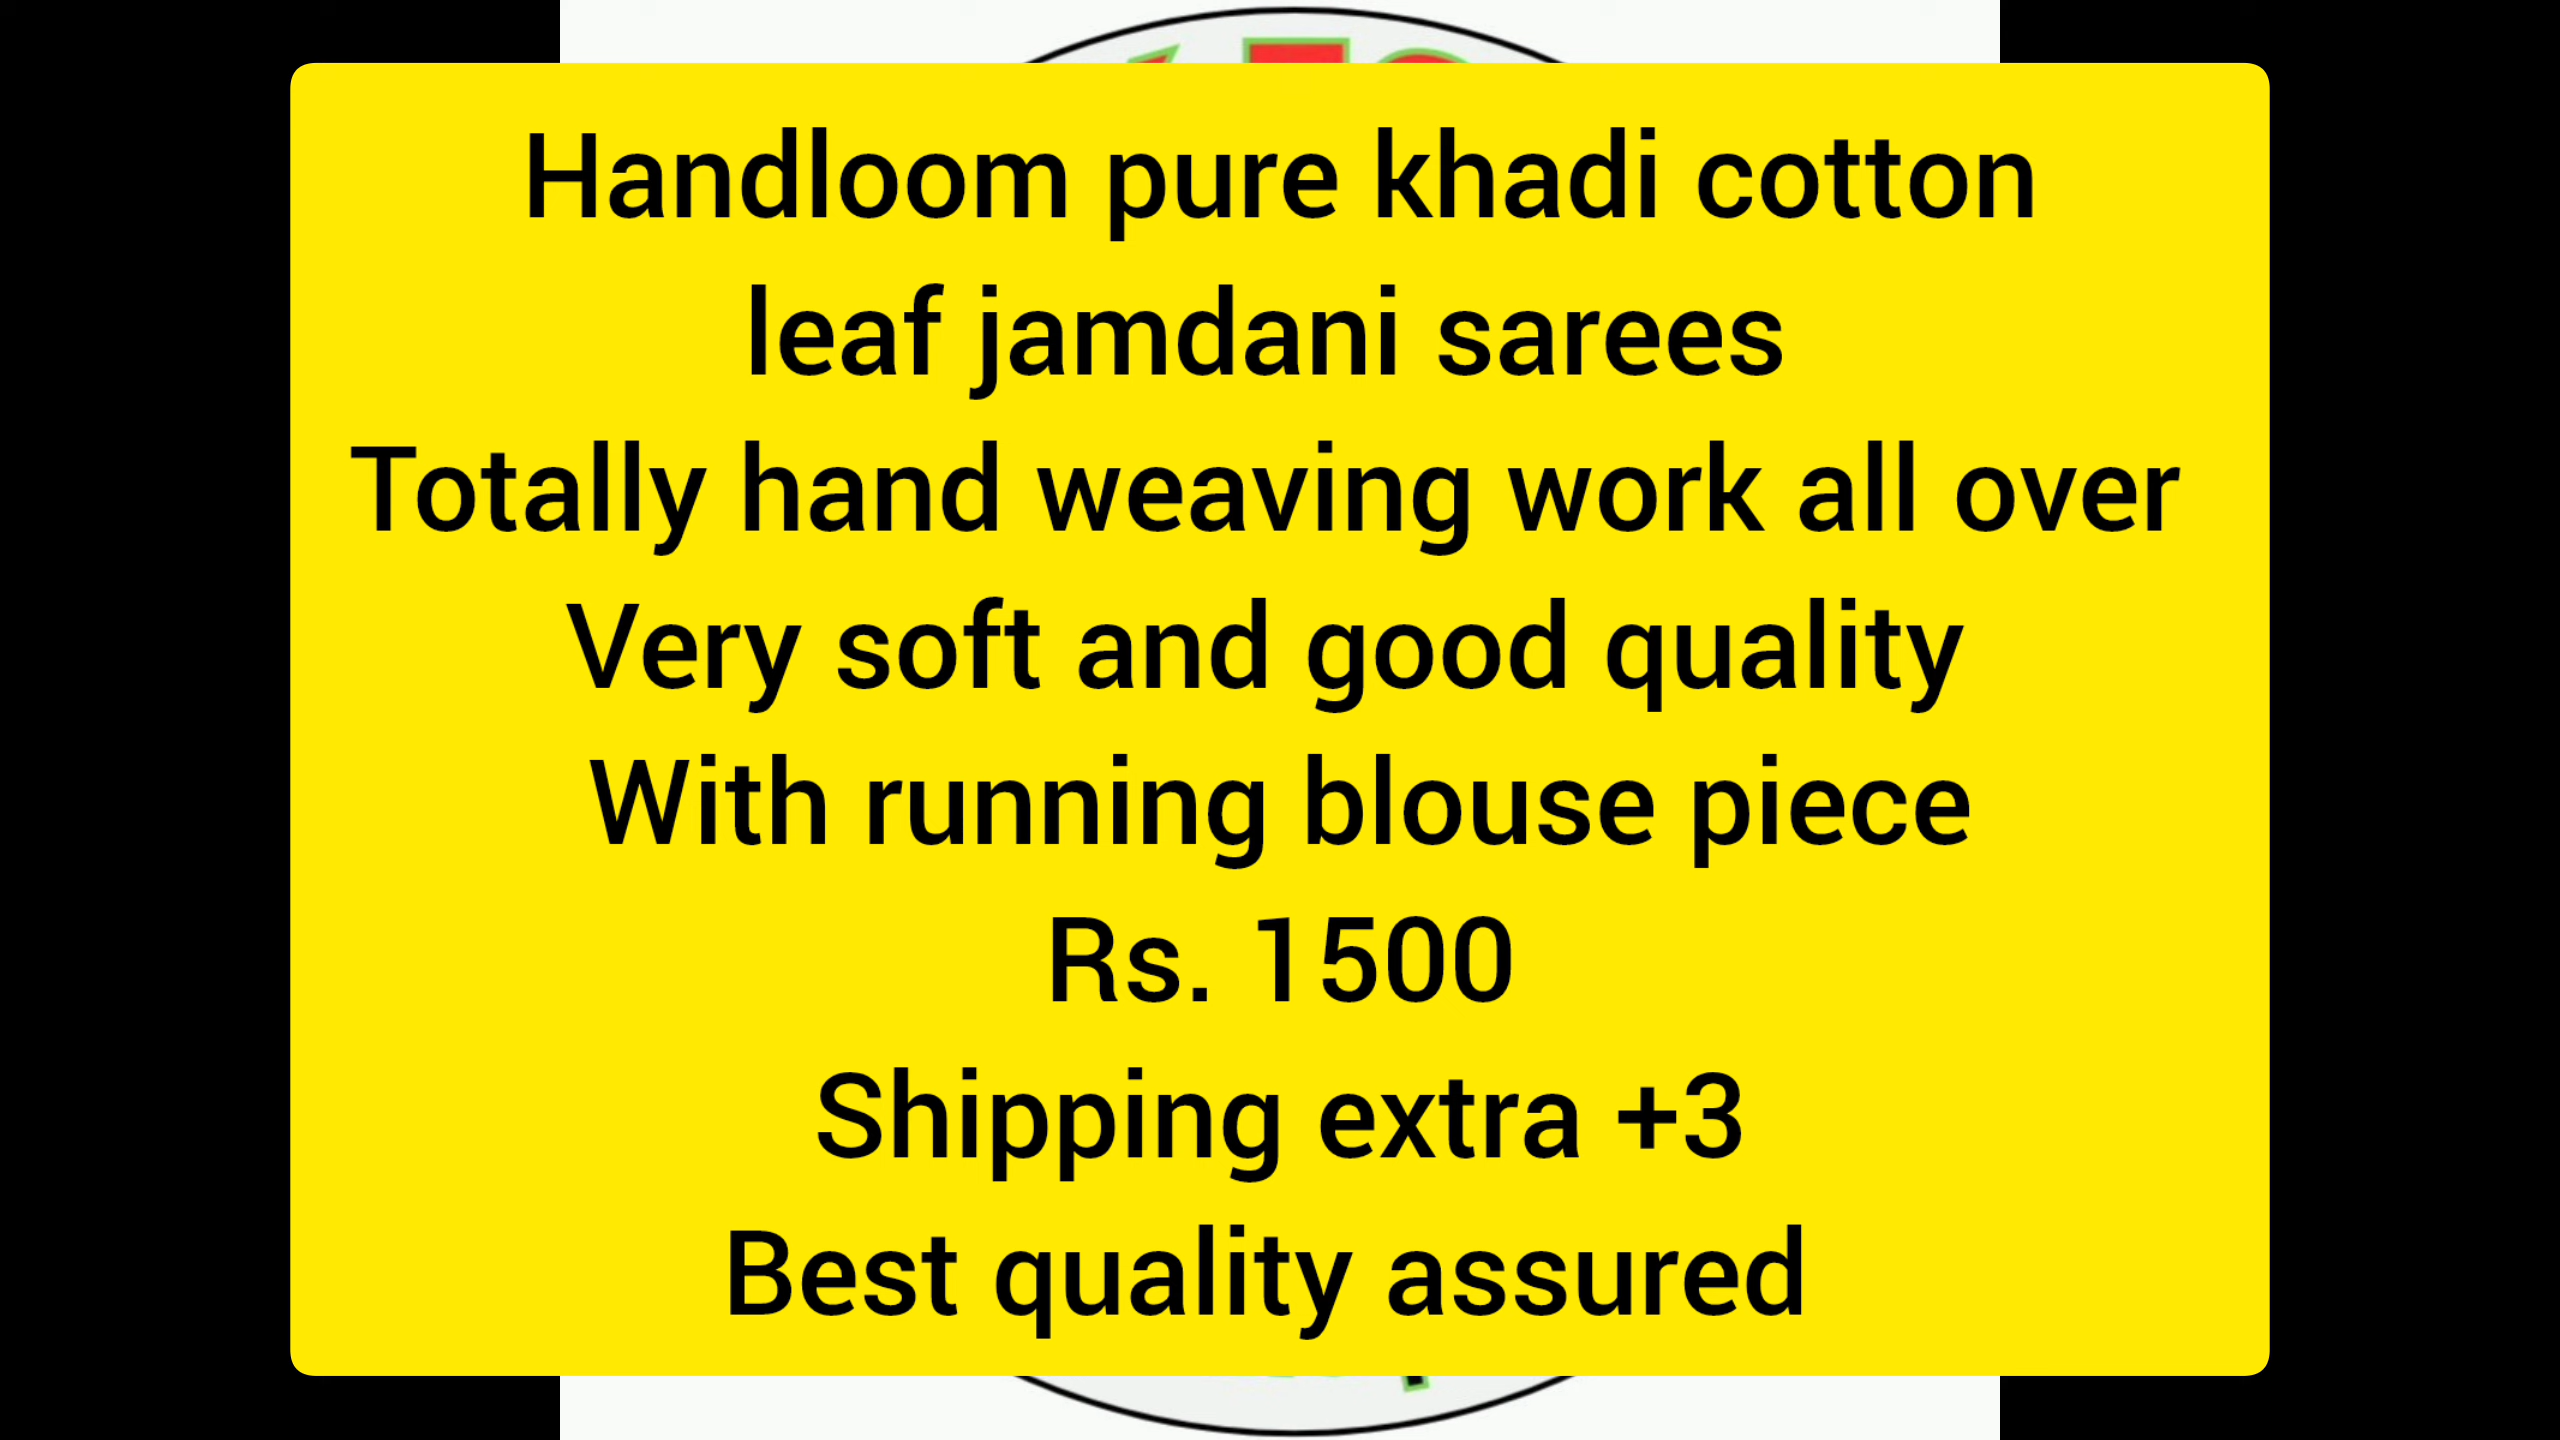 Handloom pure khadi cotton
leaf jamdani sarees
Totally hand weaving work all over
Very soft and good quality
With running blouse piece
Rs. 1500
Shipping extra +3
Best quality assured